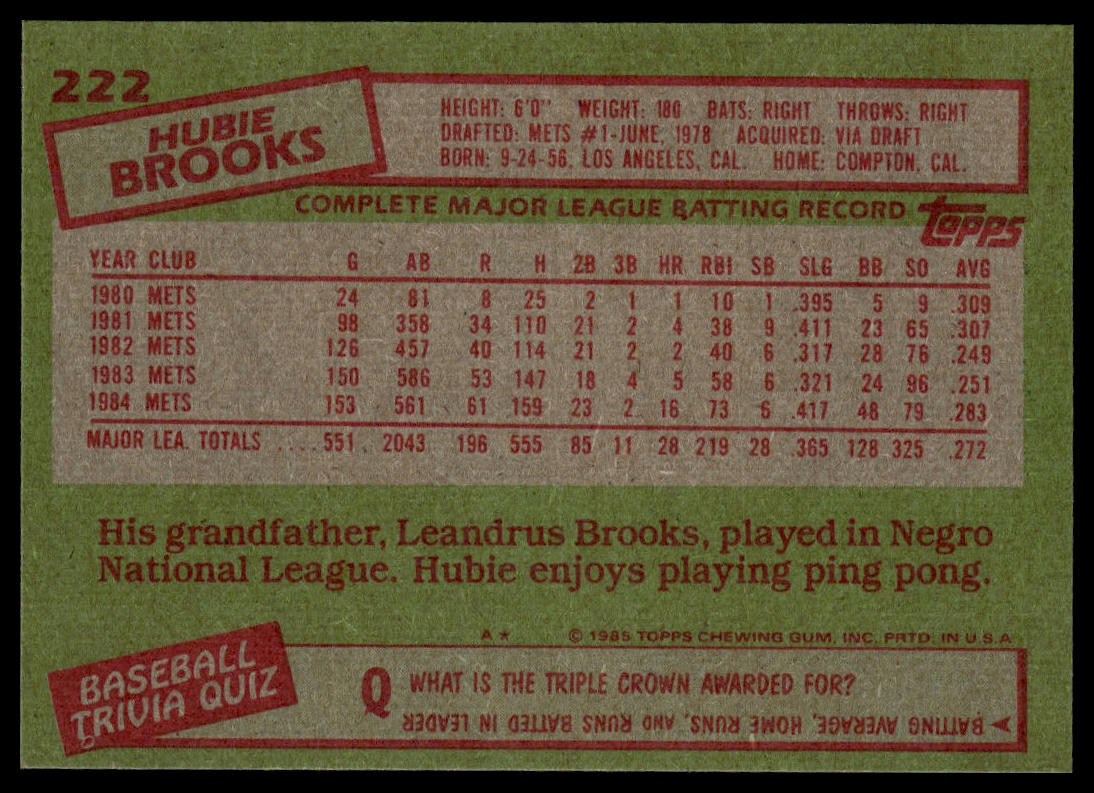 222
HUBIE
BROOKS
HEIGHT: 6'0" WEIGHT: 180 BATS: RIGHT THROWS: RIGHT
DRAFTED: METS #1-JUNE, 1978 ACQUIRED: VIA DRAFT
BORN: 9-24-56, LOS ANGELES, CAL. HOME: COMPTON, CAL.
COMPLETE MAJOR LEAGUE BATTING RECORD
Topps
YEAR CLUB G AB R H 2B 3B HR RBI SB SLG BB SO AVG
1980 METS 24 81 8 25 2 1 1 10 1 .395 5 9 .309
1981 METS 98 358 34 110 21 2 4 38 9 .411 23 65 .307
1982 METS 126 457 40 114 21 2 2 40 6 .317 28 76 .249
1983 METS 150 586 53 147 18 4 5 58 6 .321 24 96 .251
1984 METS 153 561 61 159 23 2 16 73 6 .417 48 79 .283
MAJOR LEA. TOTALS ....551 2043 196 555 85 11 28 219 28 .365 128 325 .272
His grandfather, Leandrus Brooks, played in Negro
National League. Hubie enjoys playing ping pong.
A* © 1985 TOPPS CHEWING GUM, INC. PRTD. IN U.S.A.
BASEBALL
TRIVIA QUIZ
Q WHAT IS THE TRIPLE CROWN AWARDED FOR?
A LEADER IN BATTING AVERAGE, HOME RUNS, AND RUNS BATTED IN